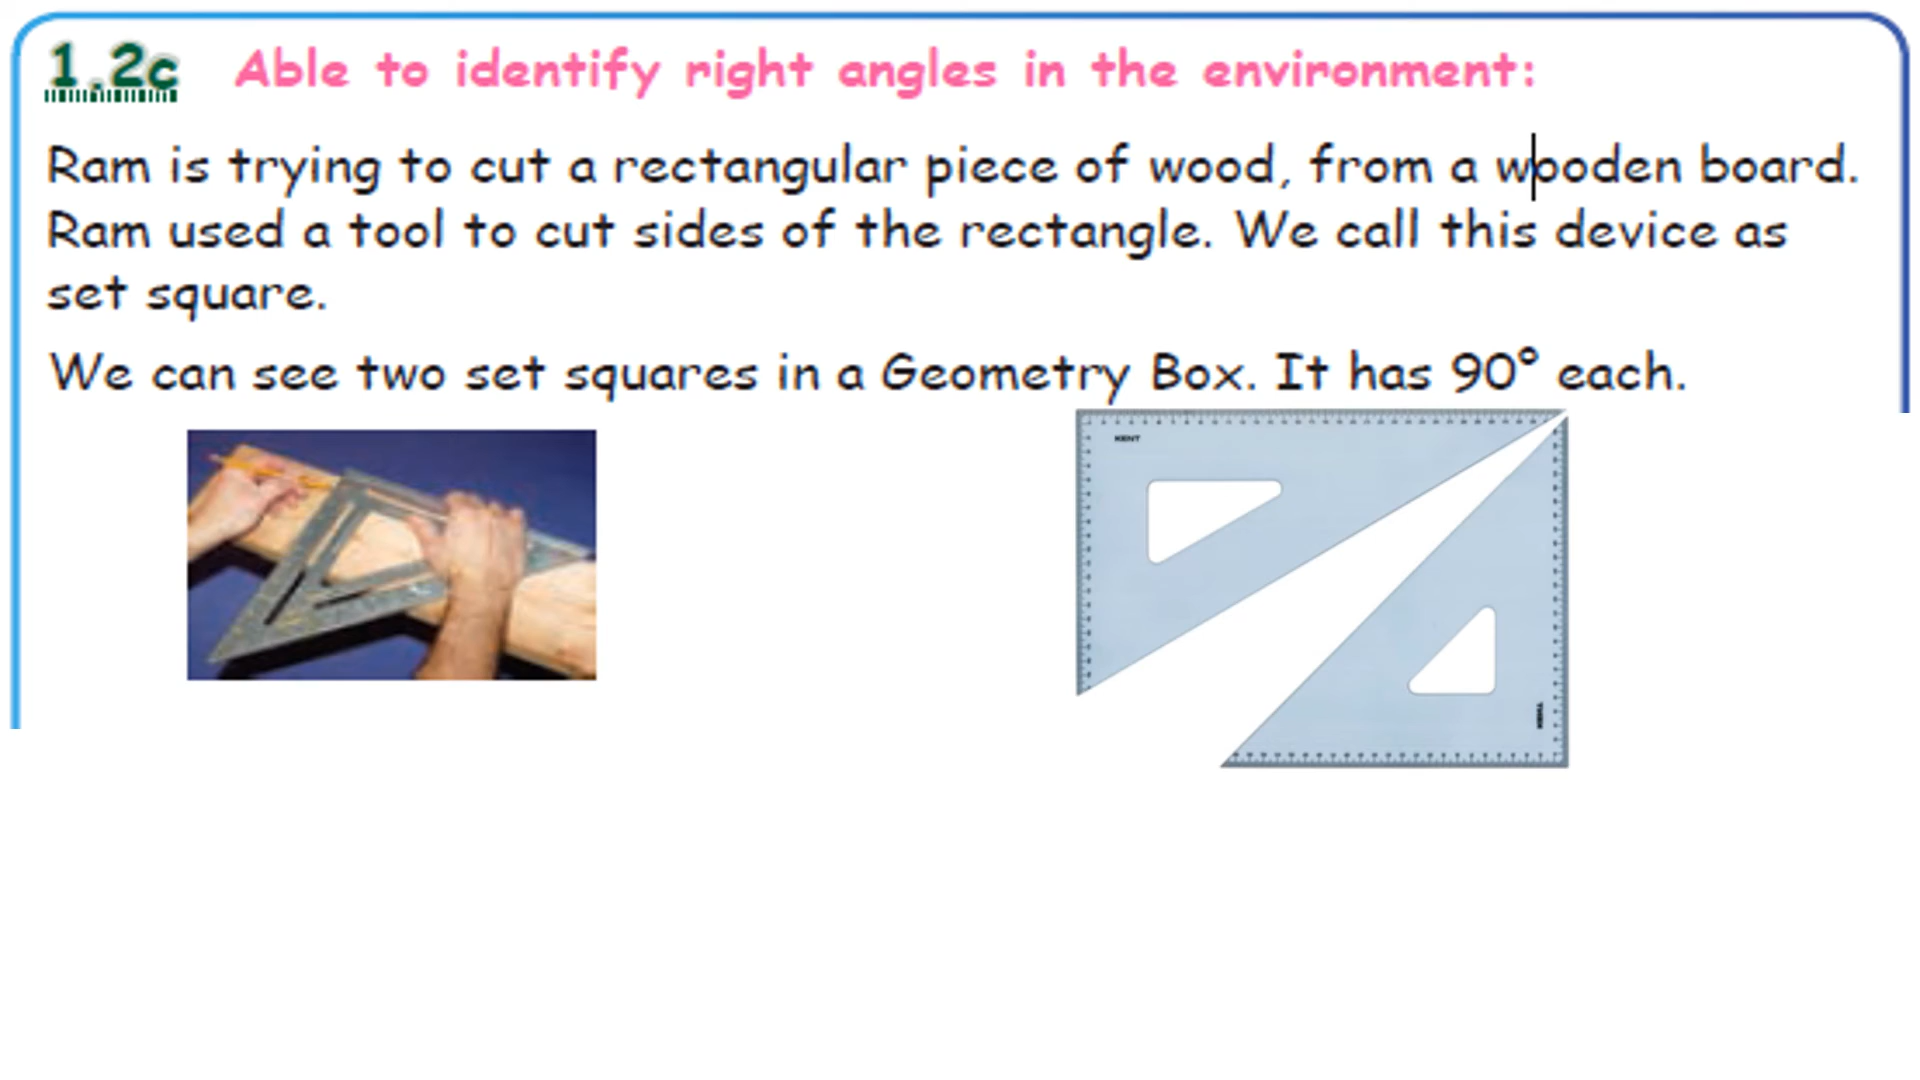 1.2c Able to identify right angles in the environment:
Ram is trying to cut a rectangular piece of wood, from a wooden board.
Ram used a tool to cut sides of the rectangle. We call this device as
set square.
We can see two set squares in a Geometry Box. It has 90° each.
KENT
KENT